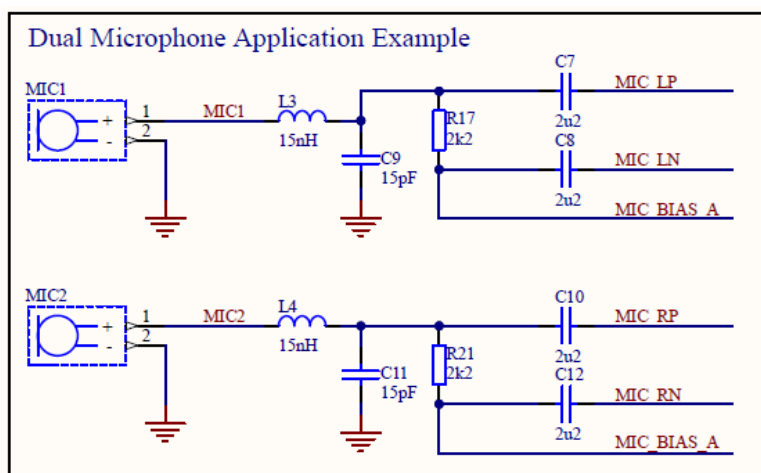 Dual Microphone Application Example
MIC1
+
-
1
2
MIC1
L3
15nH
C9
15pF
R17
2k2
C7
2u2
MIC_LP
C8
2u2
MIC_LN
MIC_BIAS_A
MIC2
+
-
1
2
MIC2
L4
15nH
C11
15pF
R21
2k2
C10
2u2
MIC_RP
C12
2u2
MIC_RN
MIC_BIAS_A